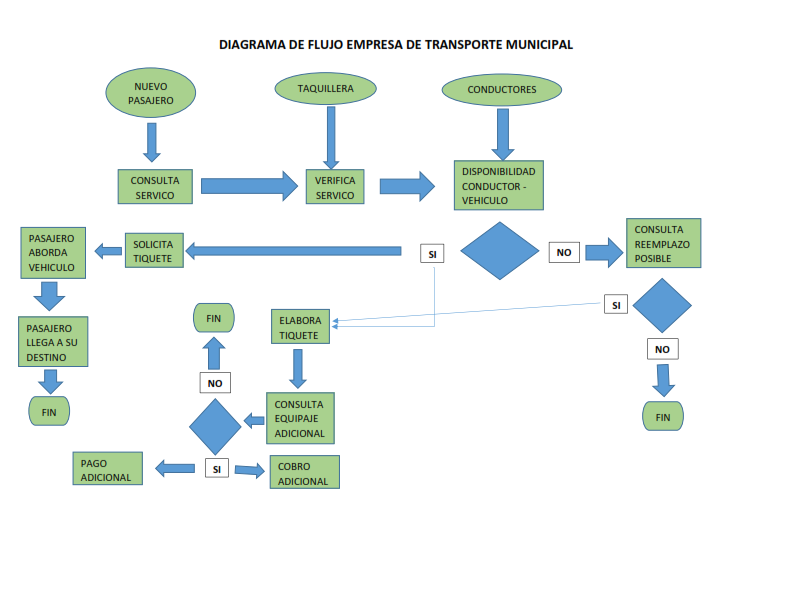 DIAGRAMA DE FLUJO EMPRESA DE TRANSPORTE MUNICIPAL
NUEVO
PASAJERO
TAQUILLERA
CONDUCTORES
CONSULTA
SERVICO
VERIFICA
SERVICO
DISPONIBILIDAD
CONDUCTOR -
VEHICULO
PASAJERO
ABORDA
VEHICULO
SOLICITA
TIQUETE
SI
NO
CONSULTA
REEMPLAZO
POSIBLE
PASAJERO
LLEGA A SU
DESTINO
FIN
ELABORA
TIQUETE
SI
NO
NO
FIN
CONSULTA
EQUIPAJE
ADICIONAL
FIN
PAGO
ADICIONAL
SI
COBRO
ADICIONAL